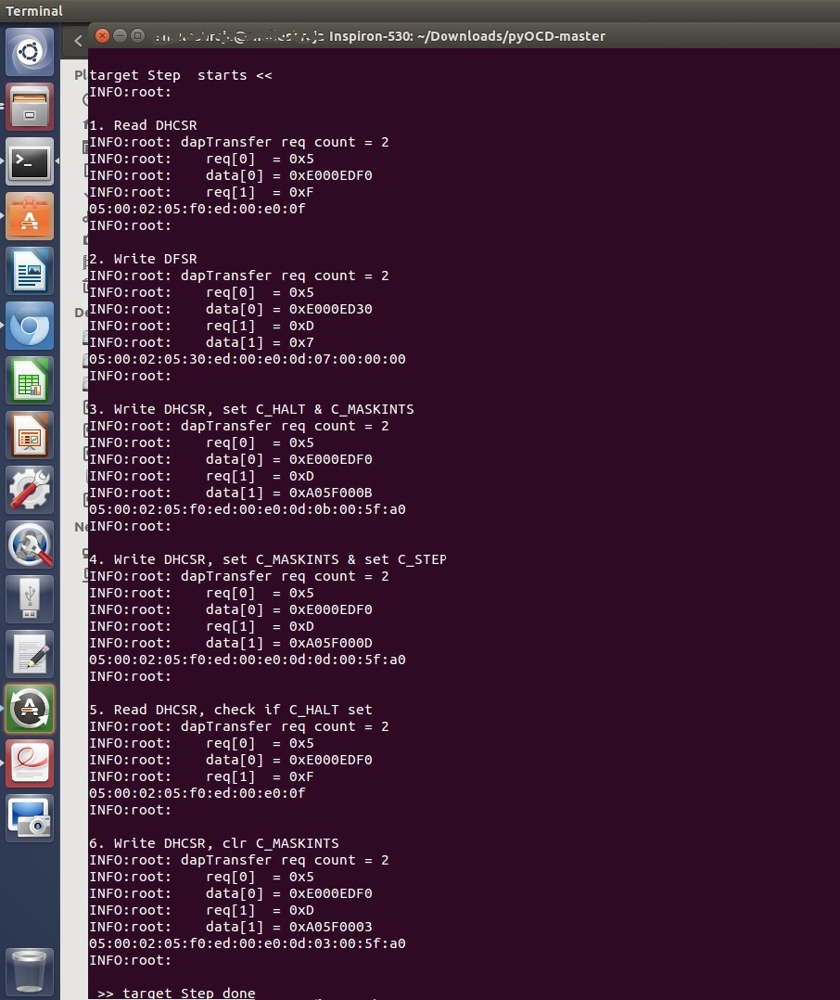 Terminal
Inspiron-530: ~/Downloads/pyOCD-master
Pl
De
Ne
target Step  starts <<
INFO:root:
1. Read DHCSR
INFO:root: dapTransfer req count = 2
INFO:root:    req[0]  = 0x5
INFO:root:    data[0] = 0xE000EDF0
INFO:root:    req[1]  = 0xF
05:00:02:05:f0:ed:00:e0:0f
INFO:root:
2. Write DFSR
INFO:root: dapTransfer req count = 2
INFO:root:    req[0]  = 0x5
INFO:root:    data[0] = 0xE000ED30
INFO:root:    req[1]  = 0xD
INFO:root:    data[1] = 0x7
05:00:02:05:30:ed:00:e0:0d:07:00:00:00
INFO:root:
3. Write DHCSR, set C_HALT & C_MASKINTS
INFO:root: dapTransfer req count = 2
INFO:root:    req[0]  = 0x5
INFO:root:    data[0] = 0xE000EDF0
INFO:root:    req[1]  = 0xD
INFO:root:    data[1] = 0xA05F000B
05:00:02:05:f0:ed:00:e0:0d:0b:00:5f:a0
INFO:root:
4. Write DHCSR, set C_MASKINTS & set C_STEP
INFO:root: dapTransfer req count = 2
INFO:root:    req[0]  = 0x5
INFO:root:    data[0] = 0xE000EDF0
INFO:root:    req[1]  = 0xD
INFO:root:    data[1] = 0xA05F000D
05:00:02:05:f0:ed:00:e0:0d:0d:00:5f:a0
INFO:root:
5. Read DHCSR, check if C_HALT set
INFO:root: dapTransfer req count = 2
INFO:root:    req[0]  = 0x5
INFO:root:    data[0] = 0xE000EDF0
INFO:root:    req[1]  = 0xF
05:00:02:05:f0:ed:00:e0:0f
INFO:root:
6. Write DHCSR, clr C_MASKINTS
INFO:root: dapTransfer req count = 2
INFO:root:    req[0]  = 0x5
INFO:root:    data[0] = 0xE000EDF0
INFO:root:    req[1]  = 0xD
INFO:root:    data[1] = 0xA05F0003
05:00:02:05:f0:ed:00:e0:0d:03:00:5f:a0
INFO:root:
>> target Step done